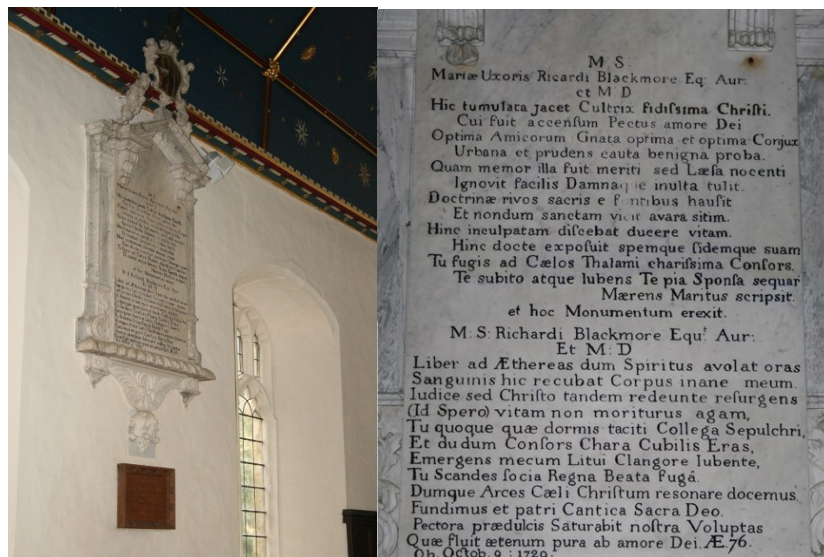 M S:
Mariæ Uxoris Ricardi Blackmore Eq: Aur:
et M D
Hic tumulata jacet Cultrix fidiſsima Chriſti.
Cui fuit accenſum Pectus amore Dei
Optima Amicorum Gnata optima et optima Conjux
Urbana et prudens cauta benigna proba.
Quam memor illa fuit meriti sed Læſa nocenti
Ignovit facilis Damna inulta tulit.
Doctrinæ rivos sacris e hauſit
Et nondum sanctam avara sitim.
Hinc inculpatam diſcebat ducere vitam.
Hinc docte expoſuit spemque fidemque suam
Tu fugis ad Cælos Thalami chariſsima Conſors.
Te subito atque lubens Te pia Sponſa sequar
Mærens Maritus scripsit.
et hoc Monumentum erexit.
M: S: Richardi Blackmore Equ.ᵗ Aur:
Et M: D
Liber ad Æthereas dum Spiritus avolat oras
Sanguinis hic recubat Corpus inane meum.
Iudice sed Chriſto tandem redeunte reſurgens
(Id Spero) vitam non moriturus agam,
Tu quoque quæ dormis taciti Collega Sepulchri,
Et dudum Conſors Chara Cubilis Eras,
Emergens mecum Litui Clangore Iubente,
Tu Scandes ſocia Regna Beata fugâ.
Dumque Arces Cæli Chriſtum resonare docemus,
Fundimus et patri Cantica Sacra Deo.
Pectora prædulcis Saturabit noſtra Voluptas
Quæ fluit æternum pura ab amore Dei. Æ.76.
Ob. Octob. 9 : 1729.